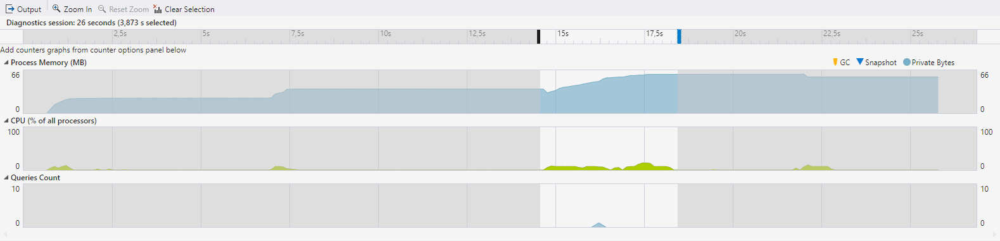 Output Zoom In Reset Zoom Clear Selection
Diagnostics session: 26 seconds (3,873 s selected)
2,5s 5s 7,5s 10s 12,5s 15s 17,5s 20s 22,5s 25s
Add counters graphs from counter options panel below
Process Memory (MB) GC Snapshot Private Bytes
66 66
0 0
CPU (% of all processors)
100 100
0 0
Queries Count
10 10
0 0